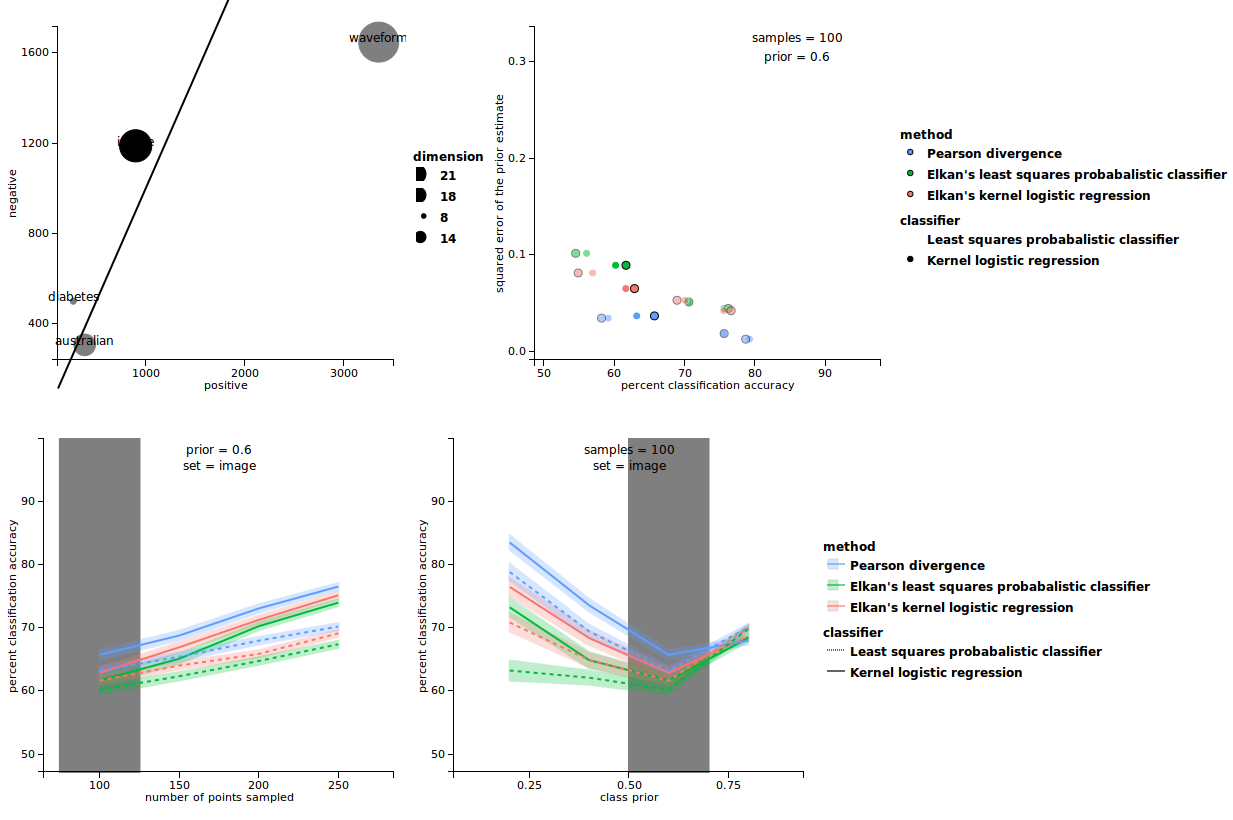 1600
1200
800
400
negative
1000
2000
3000
positive
waveform
diabetes
australian
dimension
21
18
8
14
samples = 100
prior = 0.6
0.3
0.2
0.1
0.0
squared error of the prior estimate
50
60
70
80
90
percent classification accuracy
method
Pearson divergence
Elkan's least squares probabalistic classifier
Elkan's kernel logistic regression
classifier
Least squares probabalistic classifier
Kernel logistic regression
prior = 0.6
set = image
90
80
70
60
50
percent classification accuracy
100
150
200
250
number of points sampled
samples = 100
set = image
90
80
70
60
50
percent classification accuracy
0.25
0.50
0.75
class prior
method
Pearson divergence
Elkan's least squares probabalistic classifier
Elkan's kernel logistic regression
classifier
Least squares probabalistic classifier
Kernel logistic regression